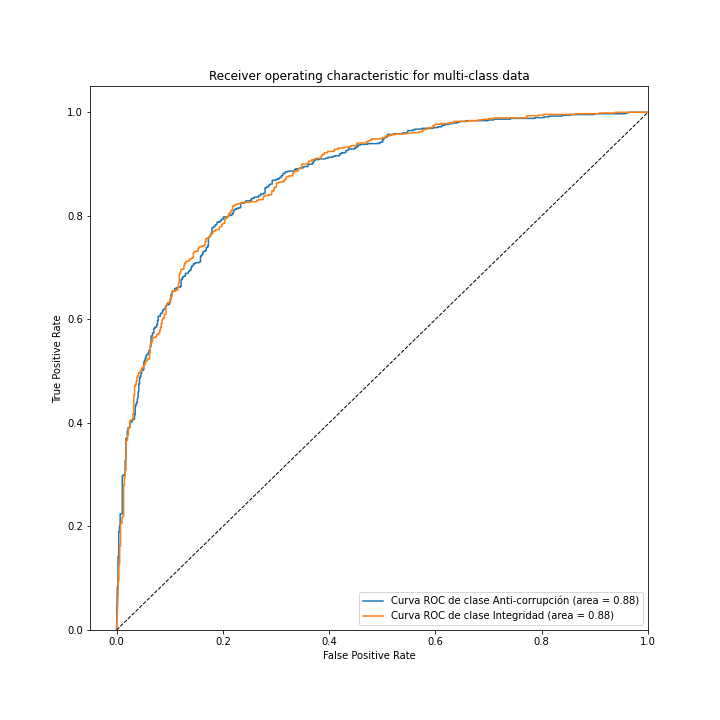 Receiver operating characteristic for multi-class data
True Positive Rate
1.0
0.8
0.6
0.4
0.2
0.0
0.0 0.2 0.4 0.6 0.8 1.0
False Positive Rate
Curva ROC de clase Anti-corrupción (area = 0.88)
Curva ROC de clase Integridad (area = 0.88)